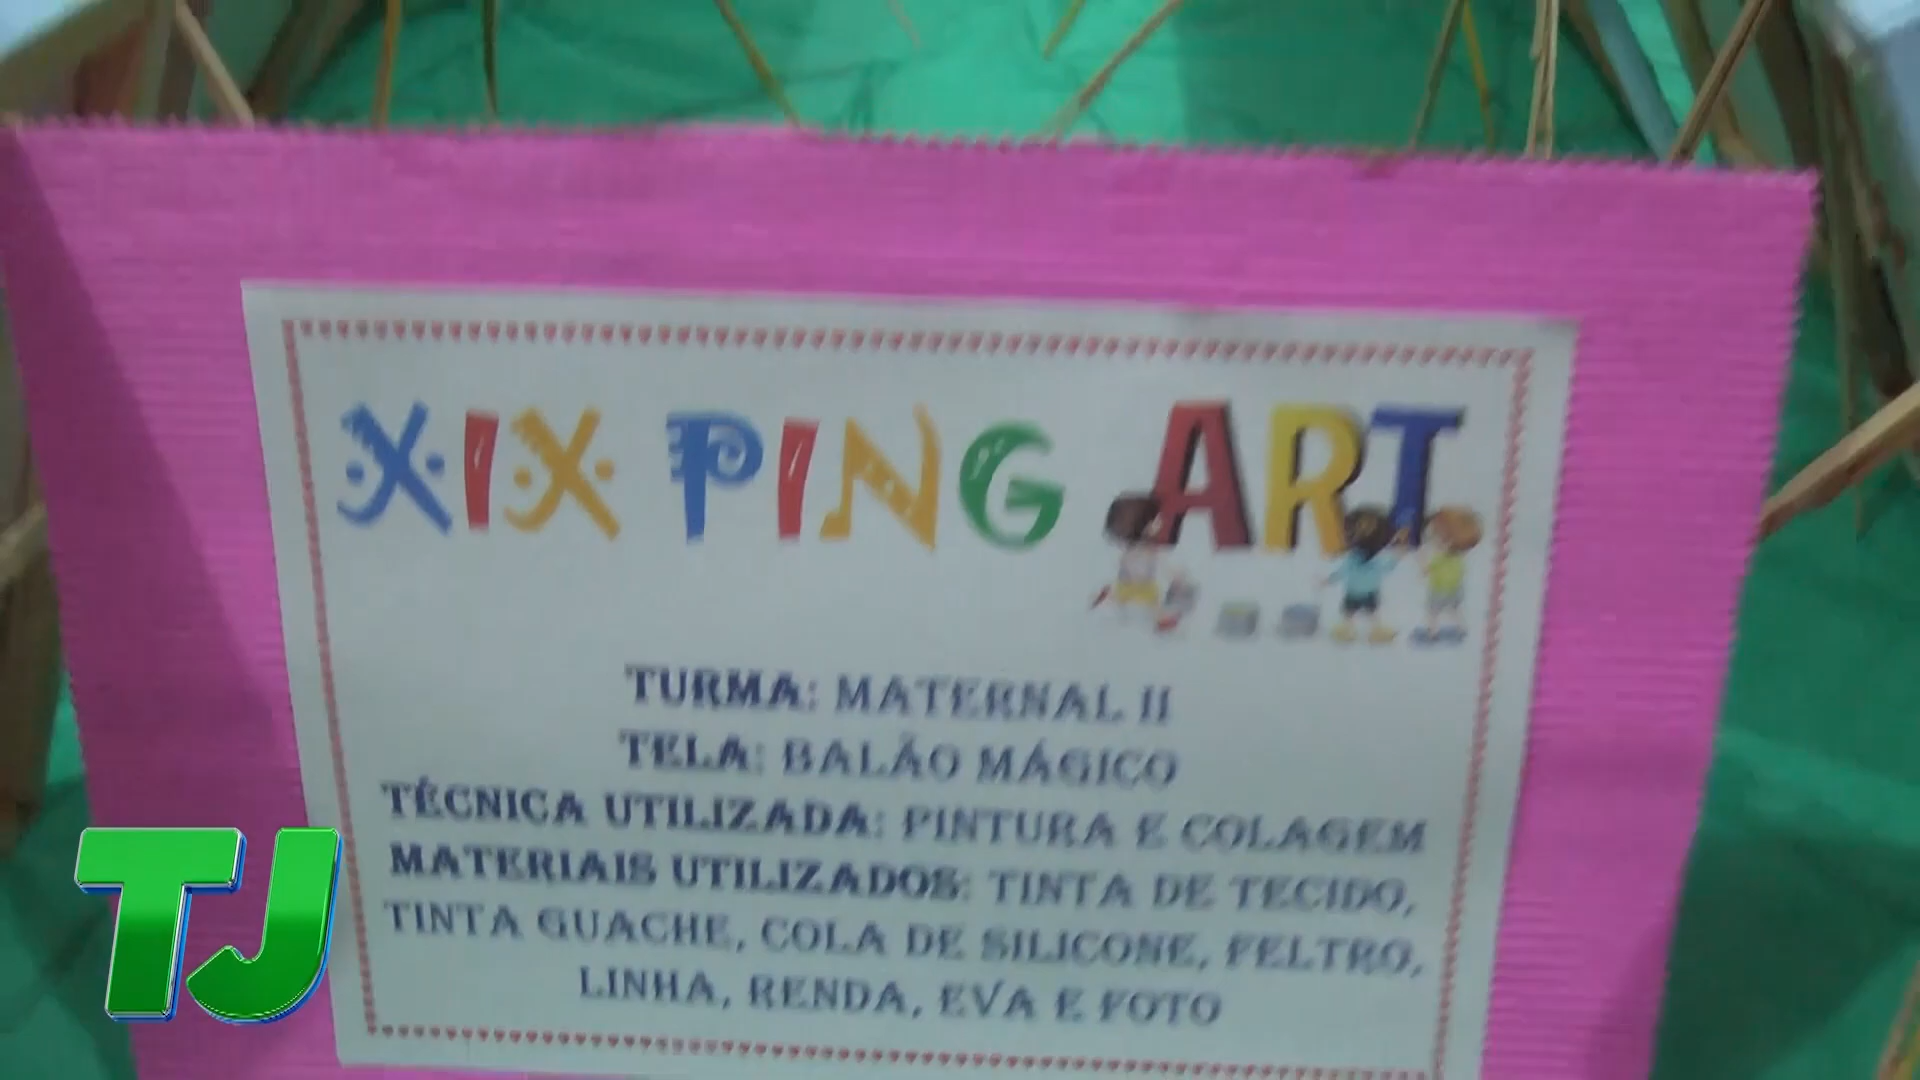 XIX PING ART
TURMA: MATERNAL II
TELA: BALÃO MÁGICO
TÉCNICA UTILIZADA: PINTURA E COLAGEM
MATERIAIS UTILIZADOS: TINTA DE TECIDO,
TINTA GUACHE, COLA DE SILICONE, FELTRO,
LINHA, RENDA, EVA E FOTO
TJ